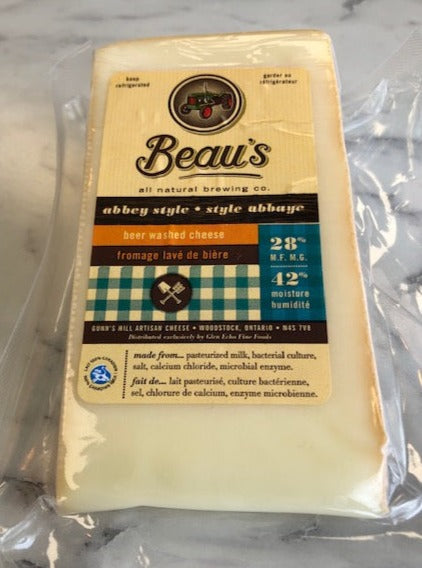 keep
refrigerated
garder au
réfrigérateur
Beau's
all natural brewing co.
abbey style • style abbaye
beer washed cheese
fromage lavé de bière
28%
M.F. M.G.
42%
moisture
humidité
GUNN'S HILL ARTISAN CHEESE • WOODSTOCK, ONTARIO • N4S 7V8
Distributed exclusively by Glen Echo Fine Foods
made from... pasteurized milk, bacterial culture,
salt, calcium chloride, microbial enzyme.
fait de... lait pasteurisé, culture bactérienne,
sel, chlorure de calcium, enzyme microbienne.